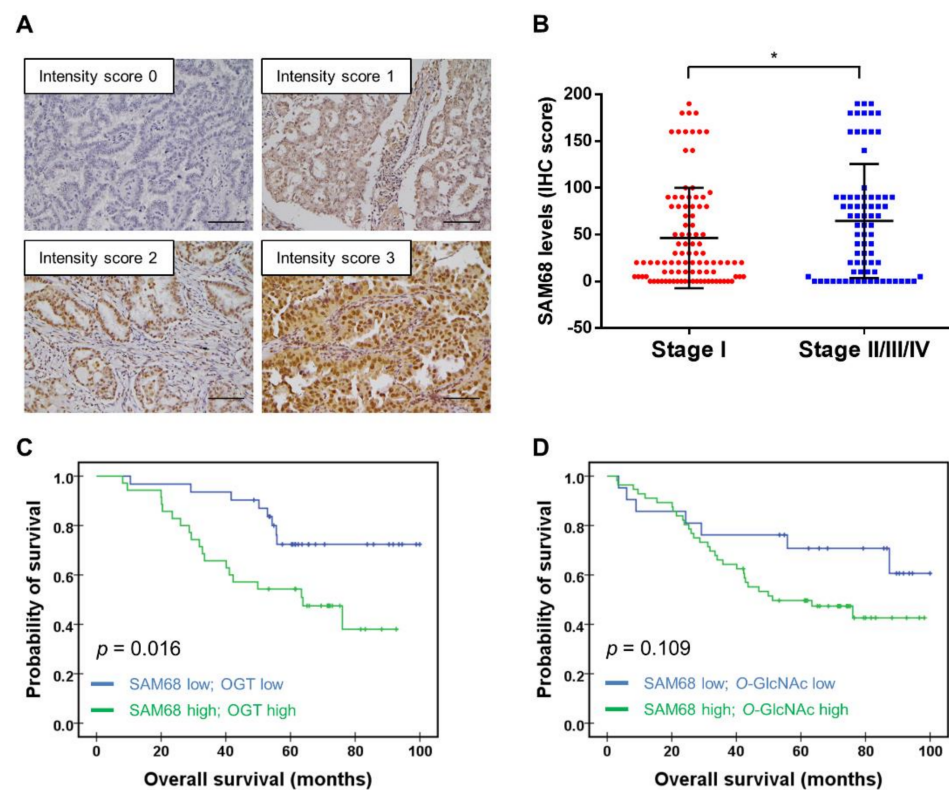 A
Intensity score 0
Intensity score 1
Intensity score 2
Intensity score 3
B
*
SAM68 levels (IHC score)
200
150
100
50
0
-50
Stage I
Stage II/III/IV
C
Probability of survival
1.0
0.8
0.6
0.4
0.2
0.0
p = 0.016
SAM68 low; OGT low
SAM68 high; OGT high
0 20 40 60 80 100
Overall survival (months)
D
Probability of survival
1.0
0.8
0.6
0.4
0.2
0.0
p = 0.109
SAM68 low; O-GlcNAc low
SAM68 high; O-GlcNAc high
0 20 40 60 80 100
Overall survival (months)